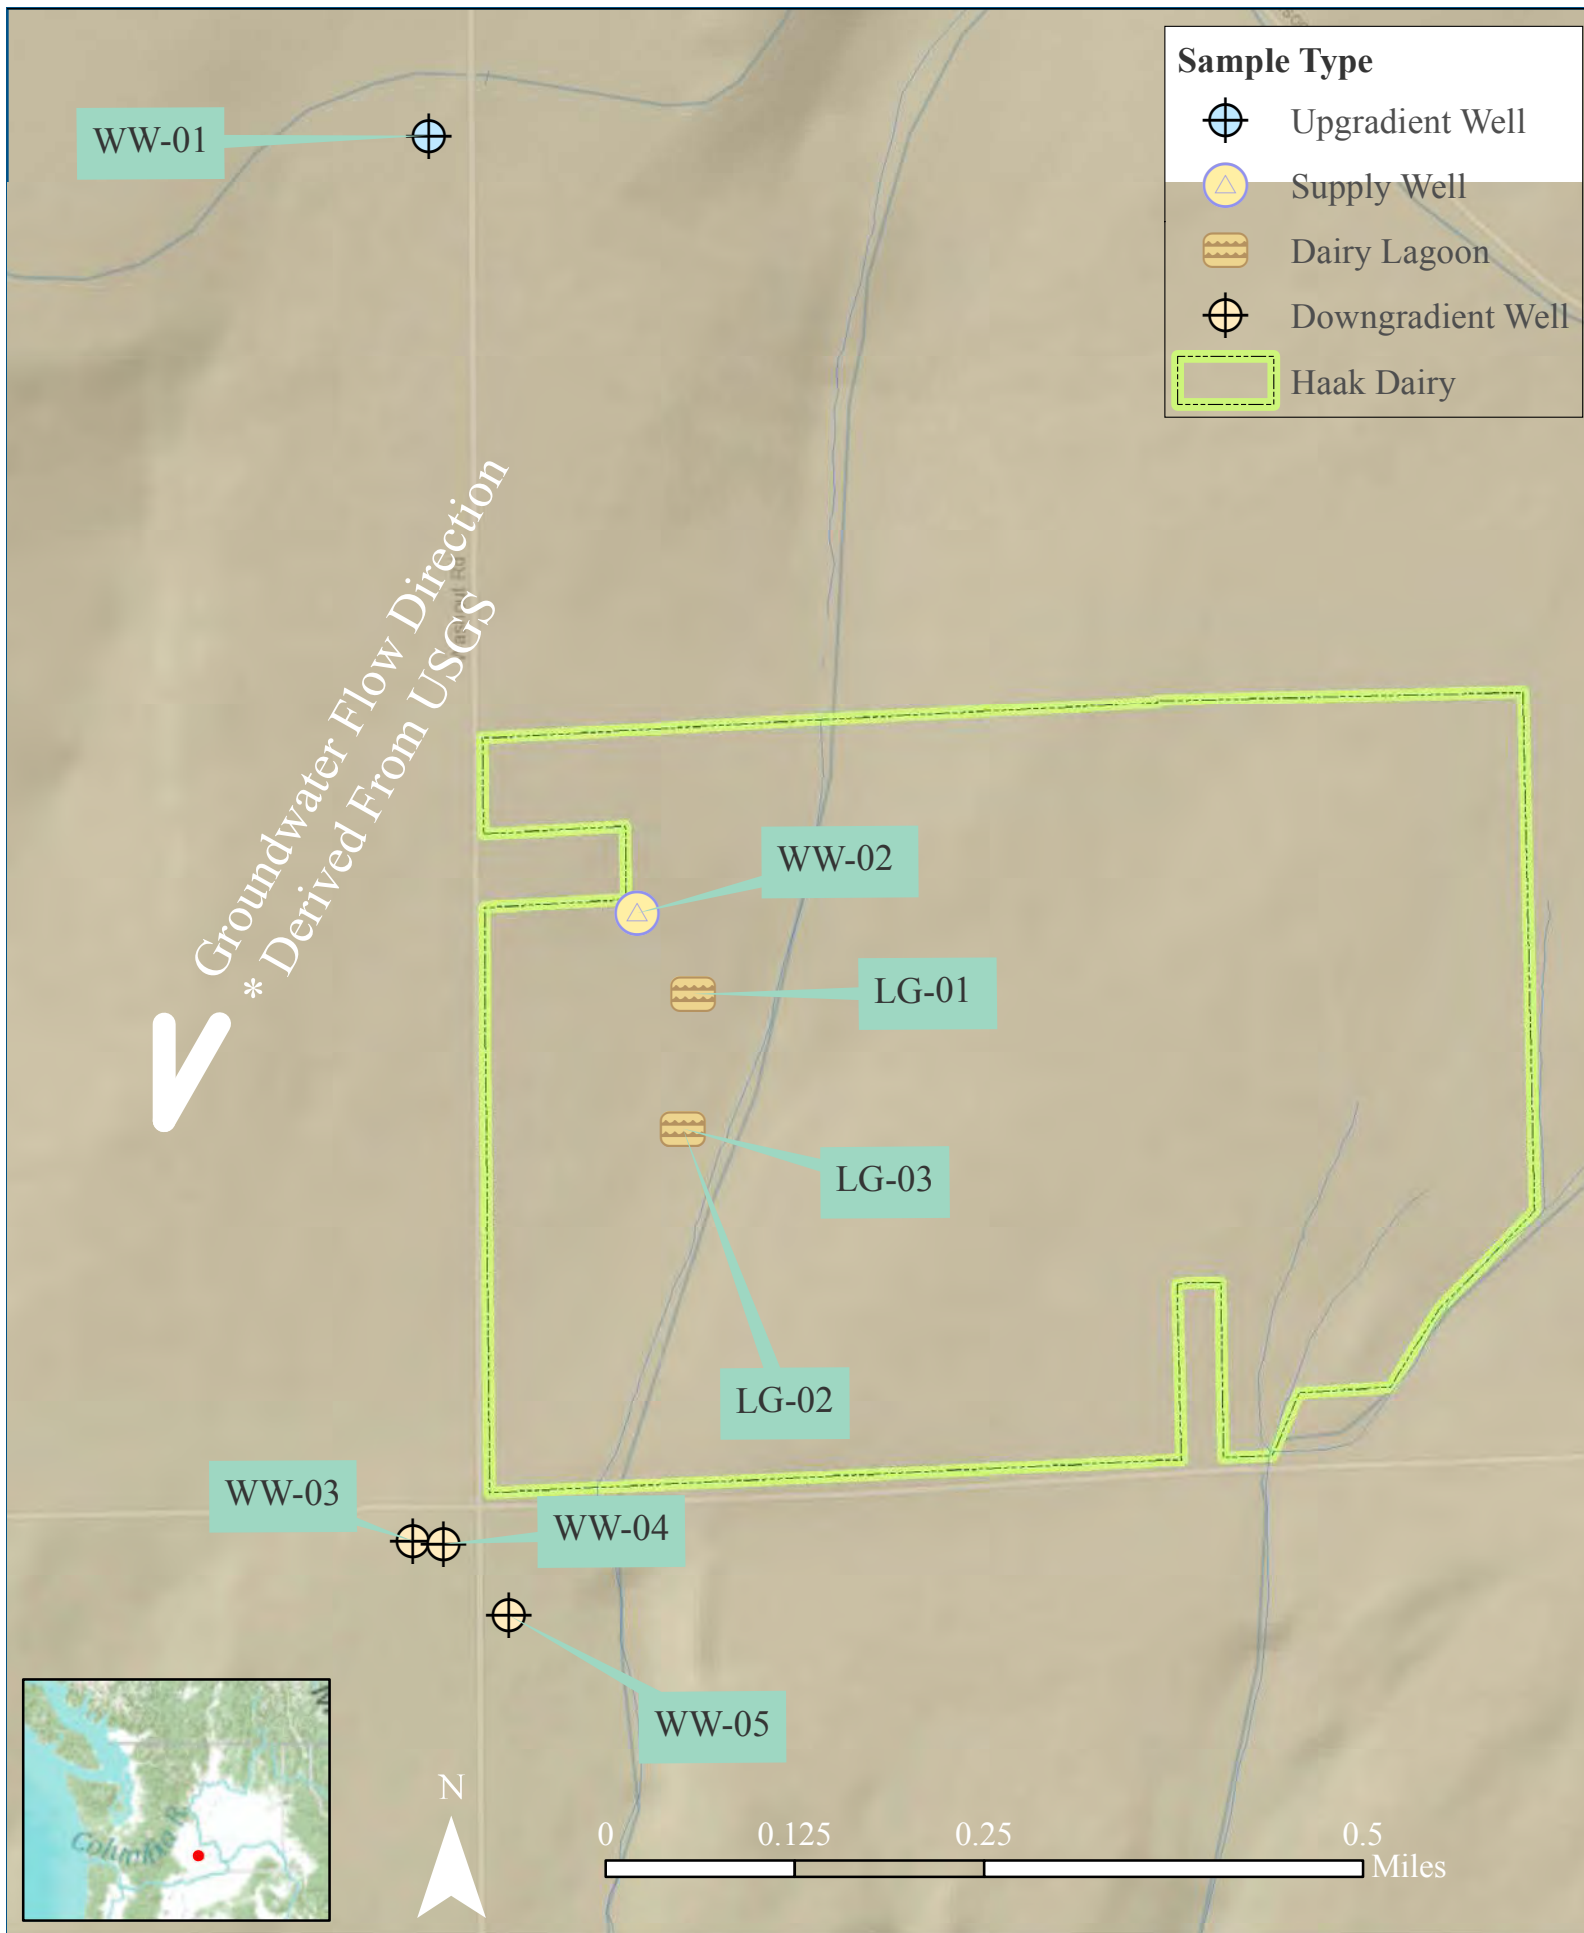 Sample Type
Upgradient Well
Supply Well
Dairy Lagoon
Downgradient Well
Haak Dairy
WW-01
Groundwater Flow Direction
* Derived From USGS
WW-02
LG-01
LG-03
LG-02
WW-03
WW-04
WW-05
Columbia R.
N
0
0.125
0.25
0.5
Miles